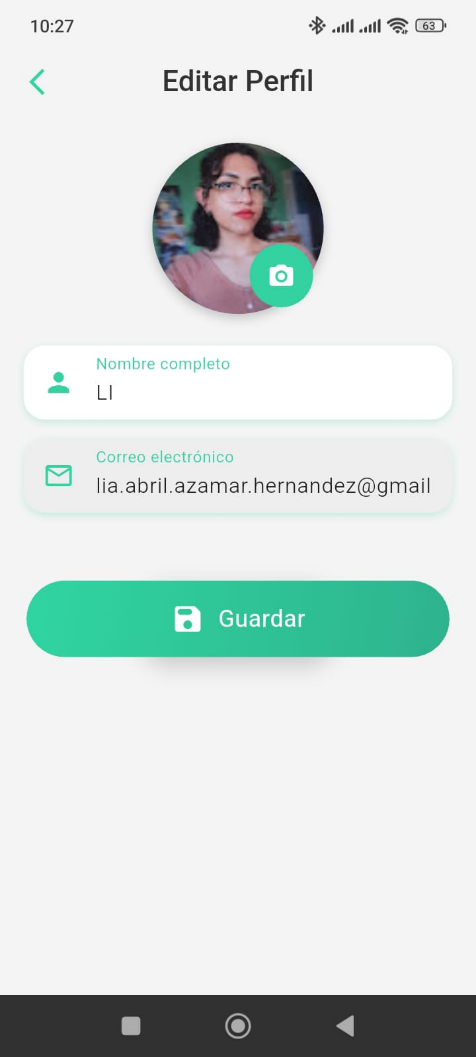 10:27
63
Editar Perfil
Nombre completo
LI
Correo electrónico
lia.abril.azamar.hernandez@gmail
Guardar